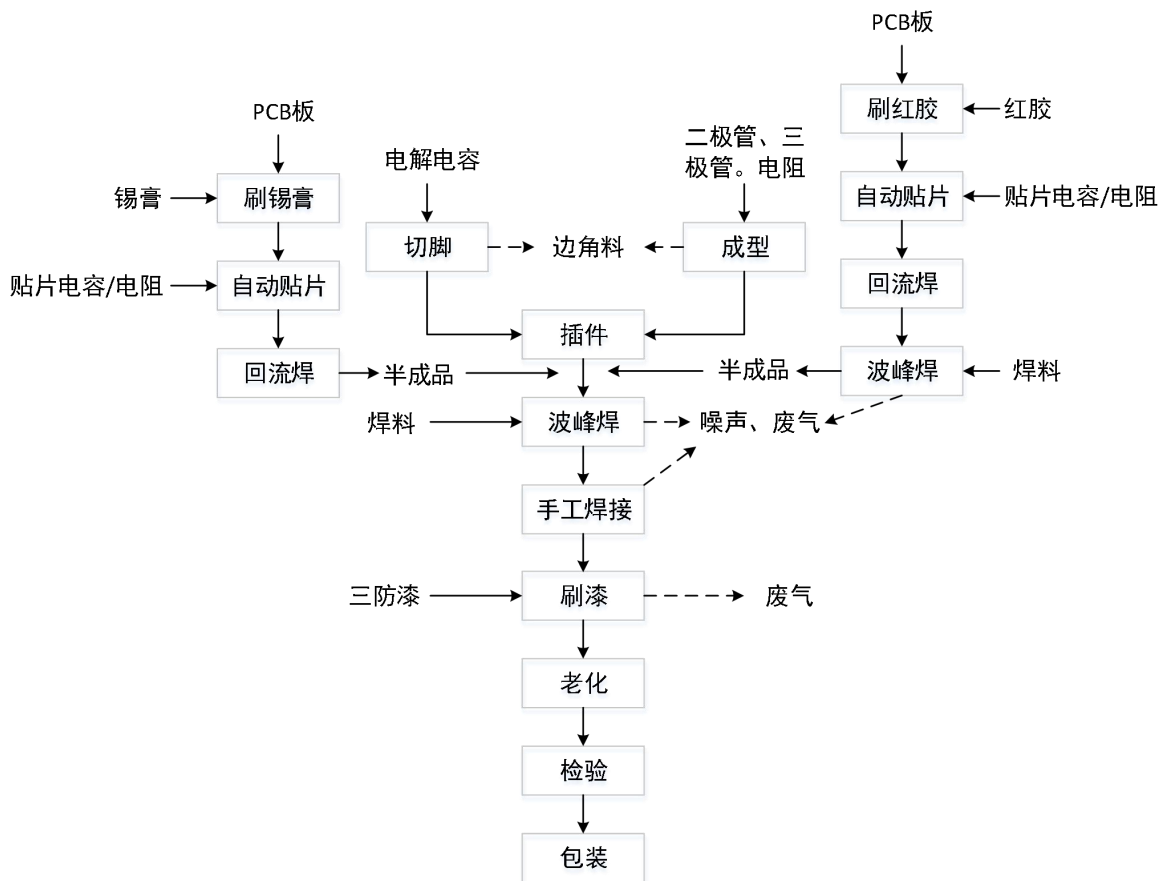 PCB板
刷红胶
红胶
PCB板
二极管、三
极管。电阻
电解电容
锡膏
刷锡膏
自动贴片
贴片电容/电阻
切脚
边角料
成型
贴片电容/电阻
自动贴片
回流焊
插件
回流焊
半成品
半成品
波峰焊
焊料
焊料
波峰焊
噪声、废气
手工焊接
三防漆
刷漆
废气
老化
检验
包装